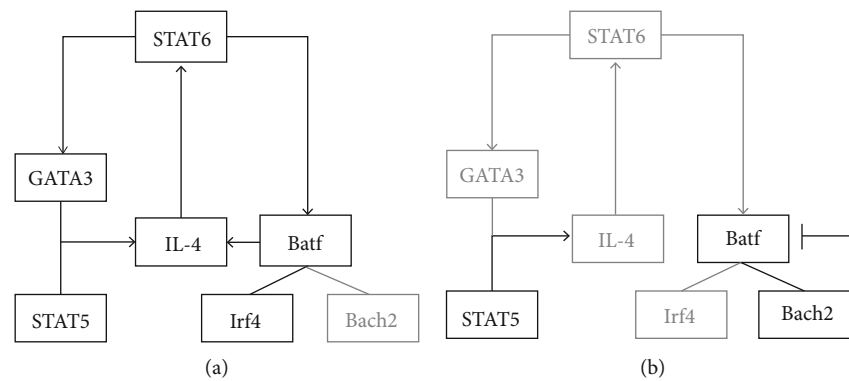 STAT6
GATA3
IL-4
Batf
STAT5
Irf4
Bach2
(a)
STAT6
GATA3
IL-4
Batf
STAT5
Irf4
Bach2
(b)